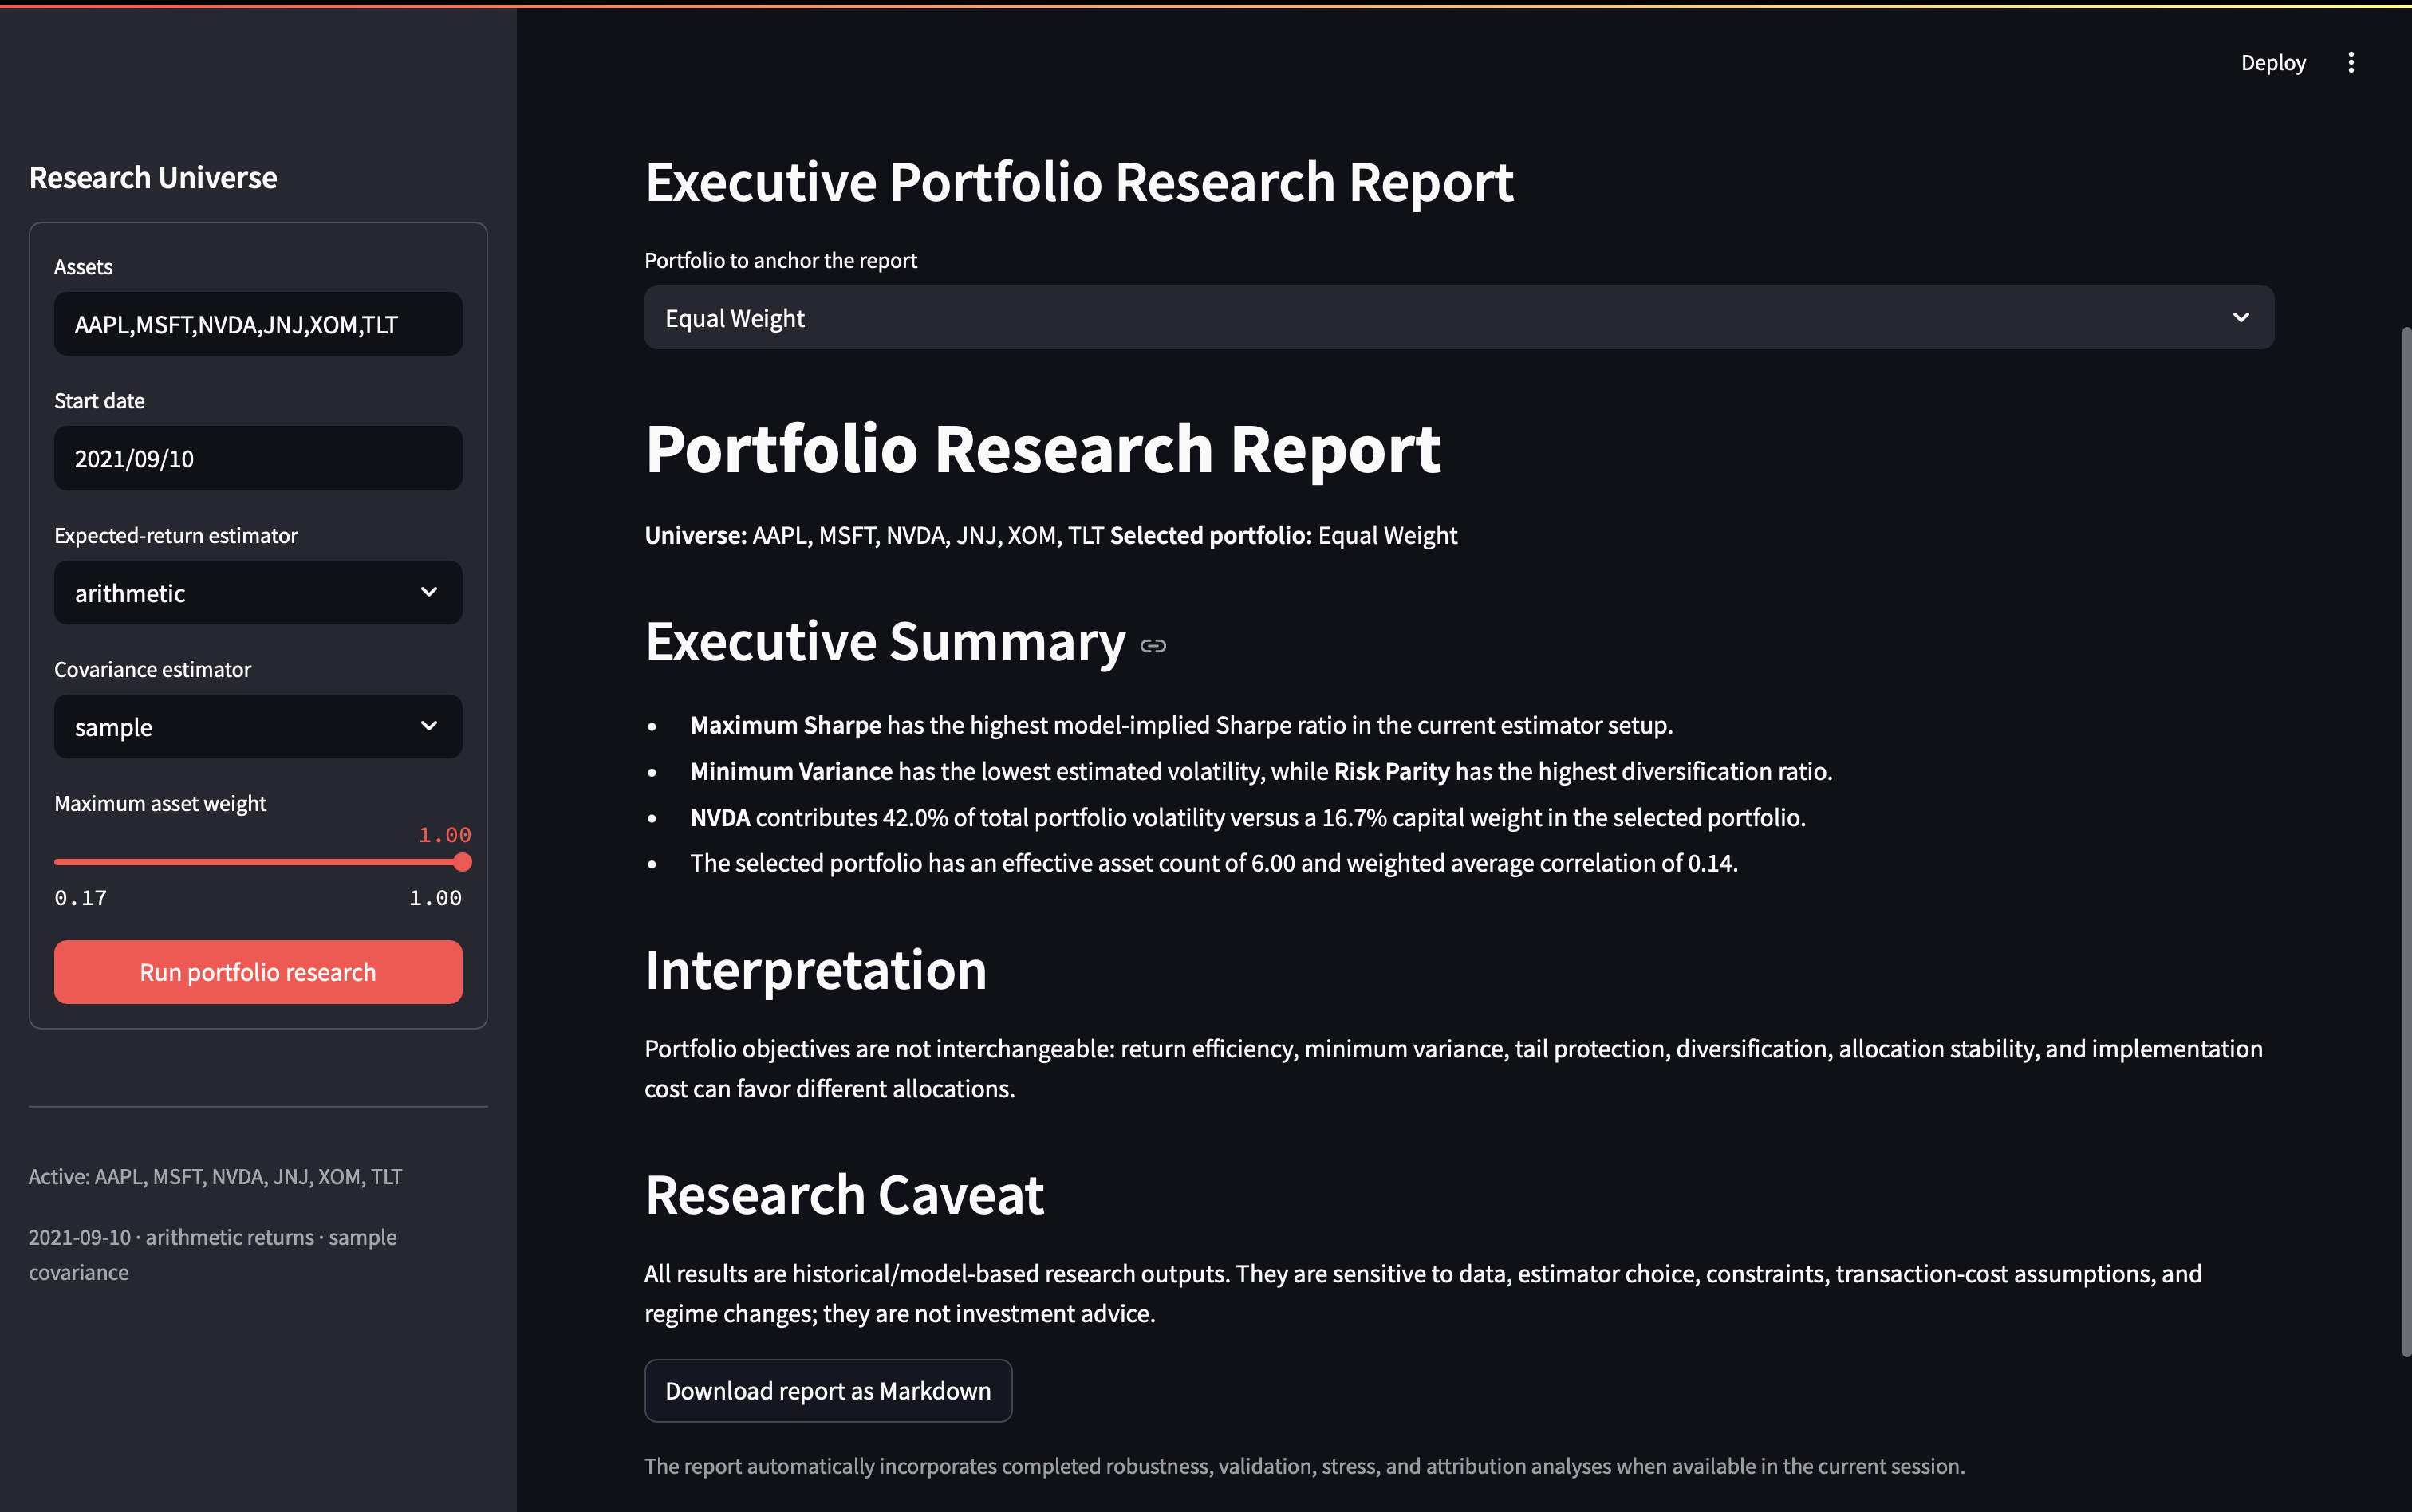 Deploy
Research Universe
Assets
AAPL,MSFT,NVDA,JNJ,XOM,TLT
Start date
2021/09/10
Expected-return estimator
arithmetic
Covariance estimator
sample
Maximum asset weight
1.00
0.17 1.00
Run portfolio research
Active: AAPL, MSFT, NVDA, JNJ, XOM, TLT
2021-09-10 · arithmetic returns · sample
covariance
Executive Portfolio Research Report
Portfolio to anchor the report
Equal Weight
Portfolio Research Report
Universe: AAPL, MSFT, NVDA, JNJ, XOM, TLT Selected portfolio: Equal Weight
Executive Summary
• Maximum Sharpe has the highest model-implied Sharpe ratio in the current estimator setup.
• Minimum Variance has the lowest estimated volatility, while Risk Parity has the highest diversification ratio.
• NVDA contributes 42.0% of total portfolio volatility versus a 16.7% capital weight in the selected portfolio.
• The selected portfolio has an effective asset count of 6.00 and weighted average correlation of 0.14.
Interpretation
Portfolio objectives are not interchangeable: return efficiency, minimum variance, tail protection, diversification, allocation stability, and implementation
cost can favor different allocations.
Research Caveat
All results are historical/model-based research outputs. They are sensitive to data, estimator choice, constraints, transaction-cost assumptions, and
regime changes; they are not investment advice.
Download report as Markdown
The report automatically incorporates completed robustness, validation, stress, and attribution analyses when available in the current session.